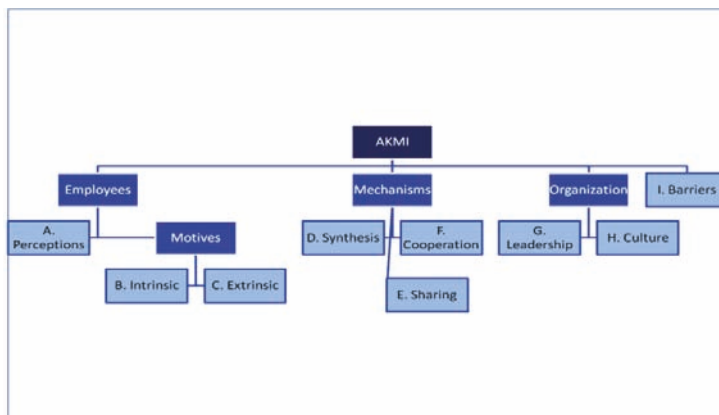 AKMI
Employees
Mechanisms
Organization
I. Barriers
A.
Perceptions
Motives
D. Synthesis
F.
Cooperation
G.
Leadership
H. Culture
B. Intrinsic
C. Extrinsic
E. Sharing